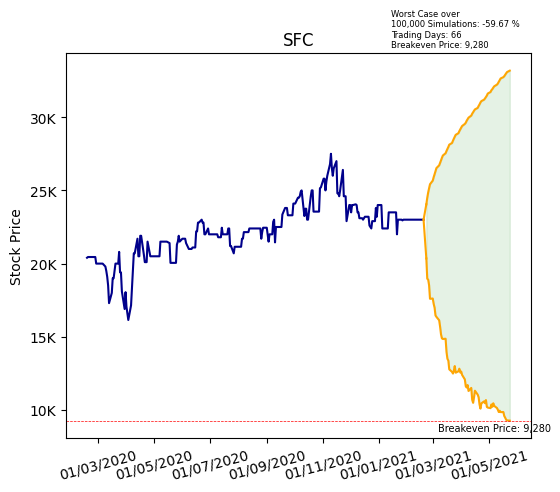 Worst Case over
100,000 Simulations: -59.67 %
Trading Days: 66
Breakeven Price: 9,280
SFC
Stock Price
30K
25K
20K
15K
10K
Breakeven Price: 9,280
01/03/2020
01/05/2020
01/07/2020
01/09/2020
01/11/2020
01/01/2021
01/03/2021
01/05/2021